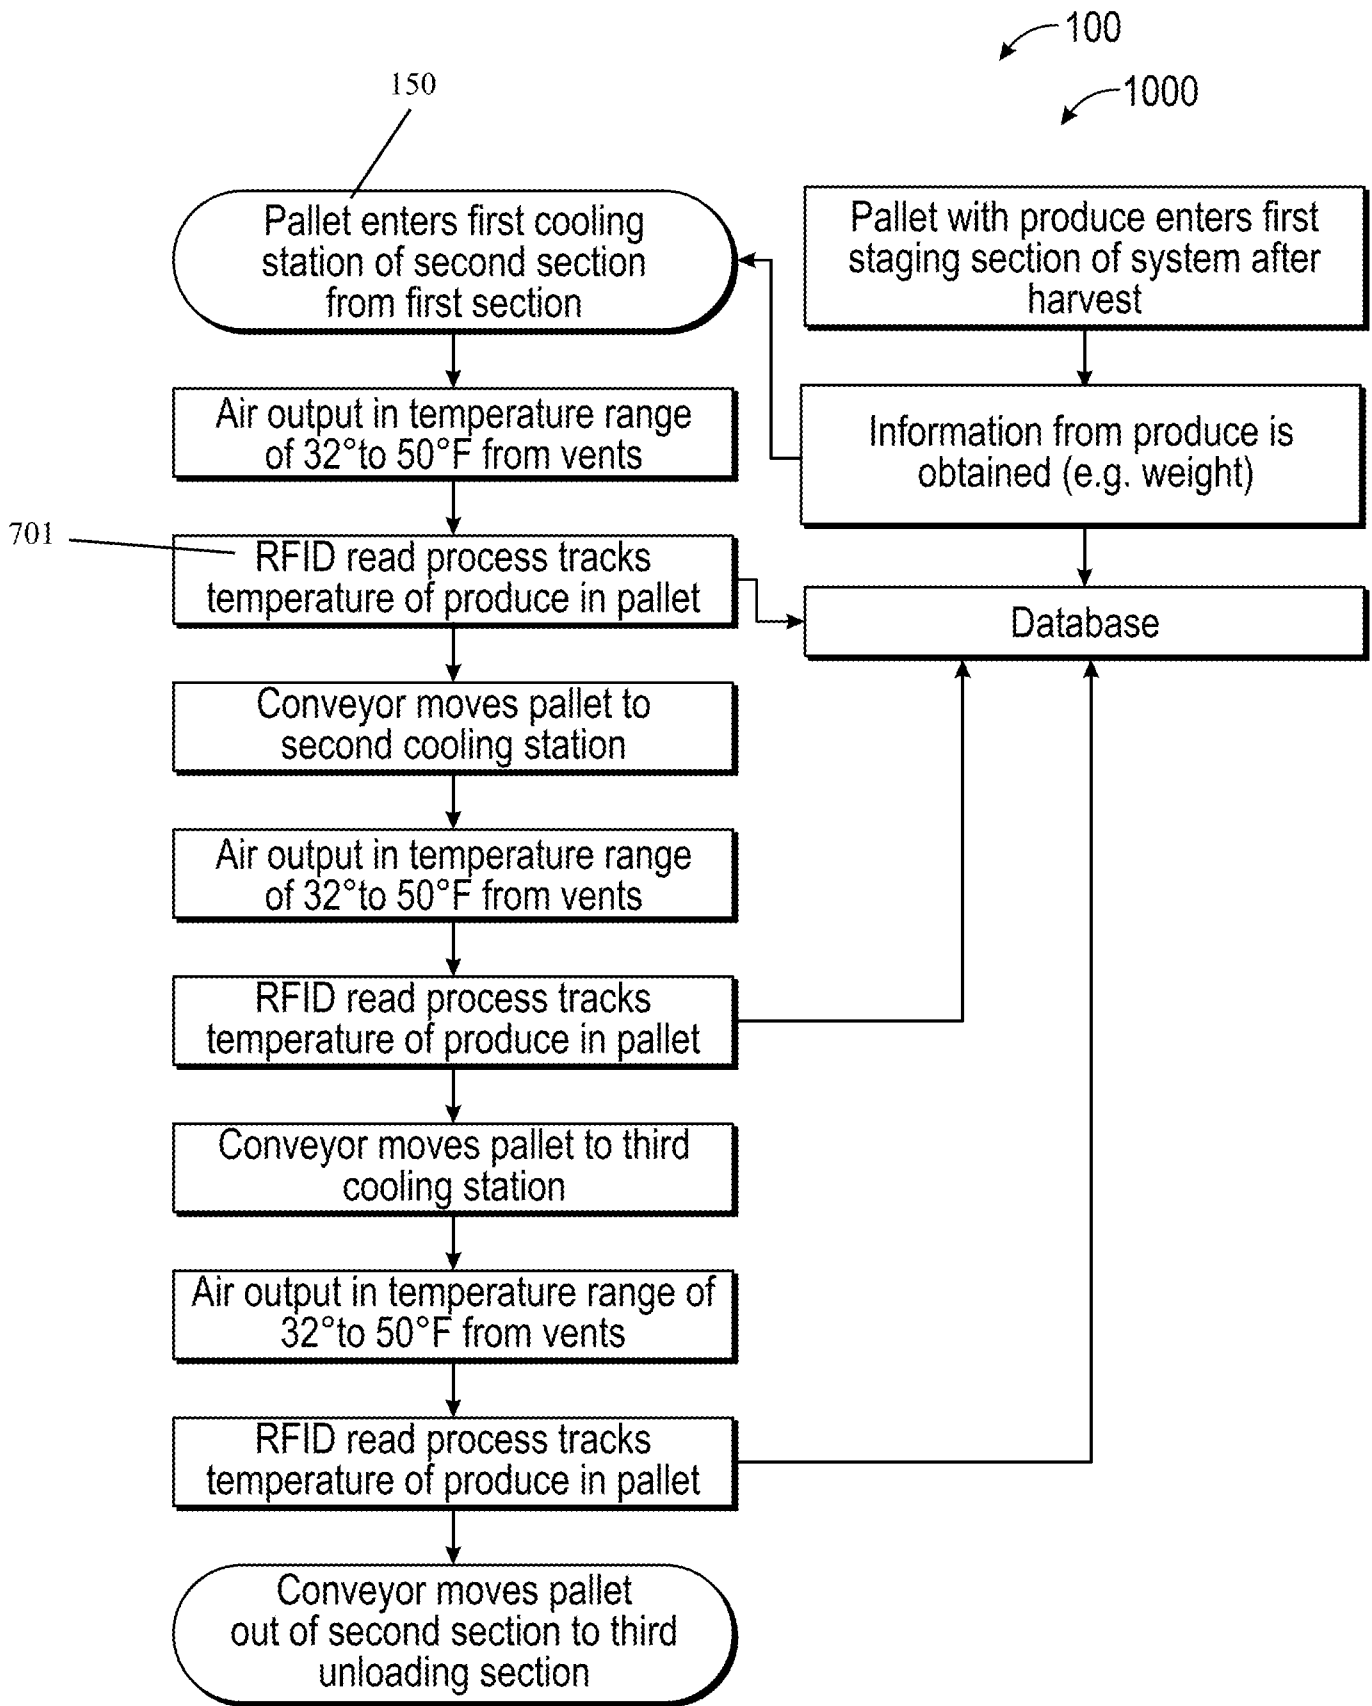 100
1000
150
Pallet enters first cooling
station of second section
from first section
Pallet with produce enters first
staging section of system after
harvest
Air output in temperature range
of 32°to 50°F from vents
Information from produce is
obtained (e.g. weight)
701
RFID read process tracks
temperature of produce in pallet
Database
Conveyor moves pallet to
second cooling station
Air output in temperature range
of 32°to 50°F from vents
RFID read process tracks
temperature of produce in pallet
Conveyor moves pallet to third
cooling station
Air output in temperature range of
32°to 50°F from vents
RFID read process tracks
temperature of produce in pallet
Conveyor moves pallet
out of second section to third
unloading section